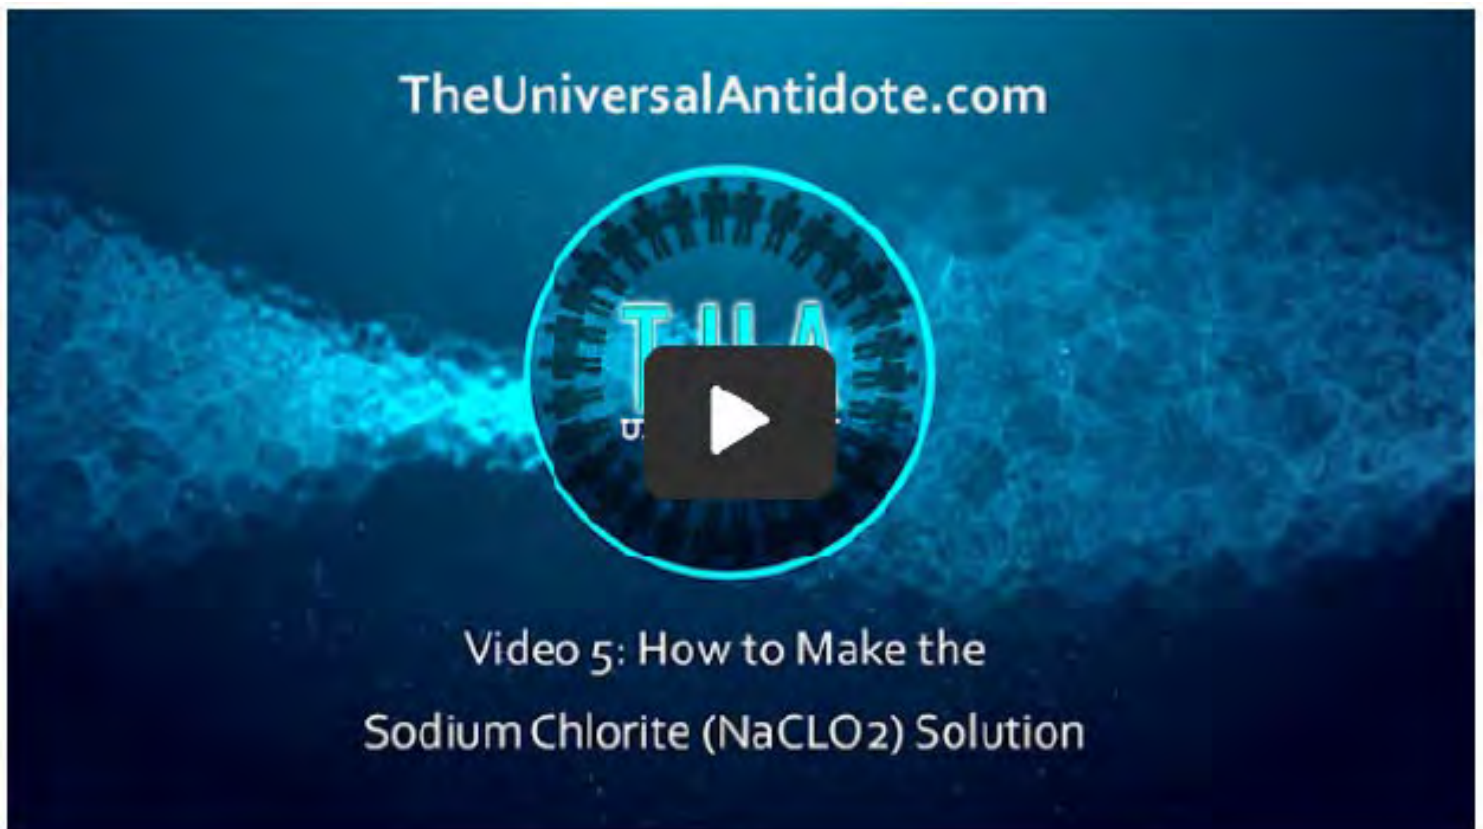 TheUniversalAntidote.com
T U A
Video 5: How to Make the
Sodium Chlorite (NaCLO2) Solution